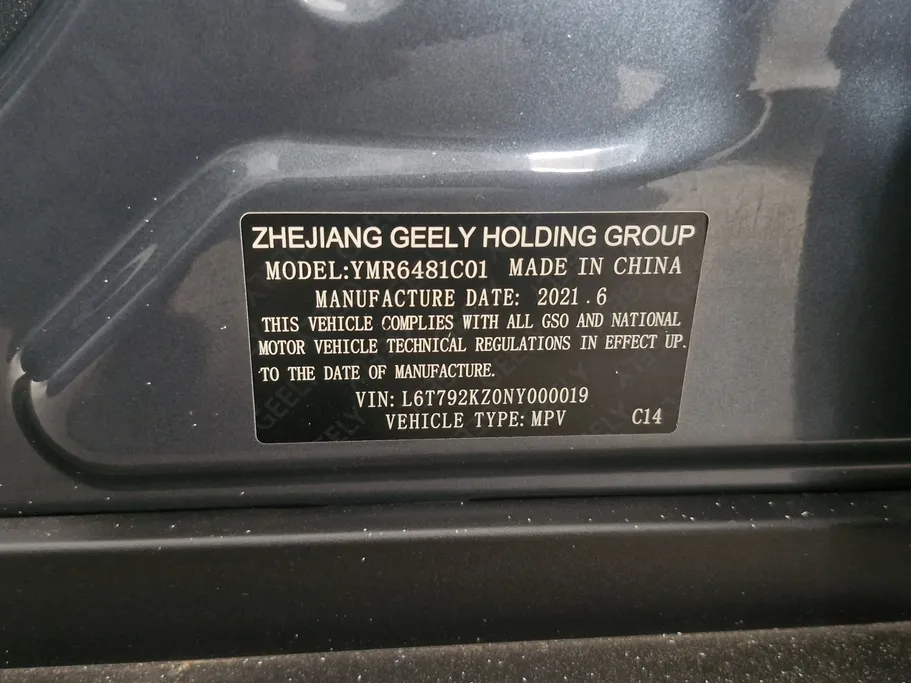 ZHEJIANG GEELY HOLDING GROUP
MODEL:YMR6481C01 MADE IN CHINA
MANUFACTURE DATE: 2021.6
THIS VEHICLE COMPLIES WITH ALL GSO AND NATIONAL
MOTOR VEHICLE TECHNICAL REGULATIONS IN EFFECT UP.
TO THE DATE OF MANUFACTURE.
VIN: L6T792KZ0NY000019
VEHICLE TYPE: MPV C14